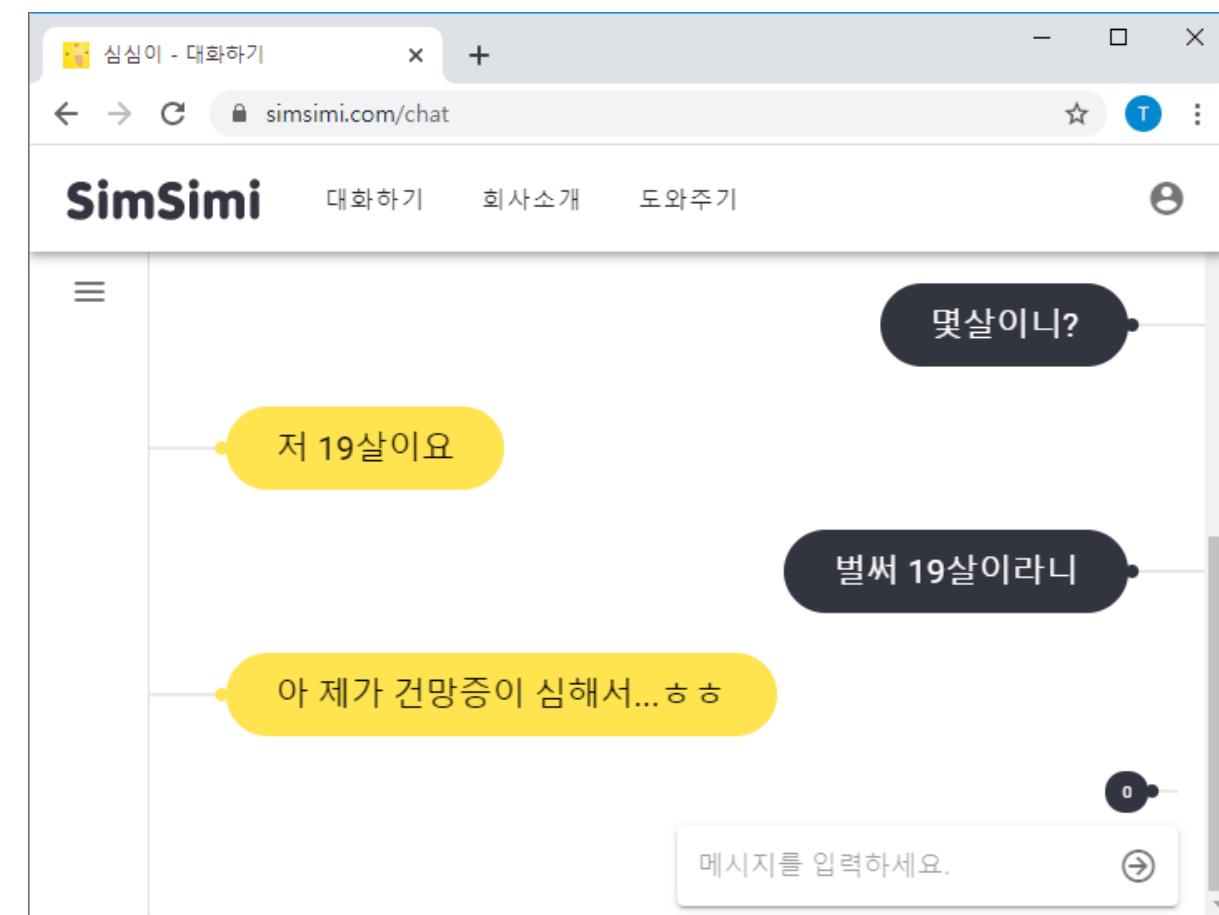 심심이 - 대화하기
simsimi.com/chat
T
SimSimi 대화하기 회사소개 도와주기
몇살이니?
저 19살이요
벌써 19살이라니
아 제가 건망증이 심해서...ㅎㅎ
0
메시지를 입력하세요.